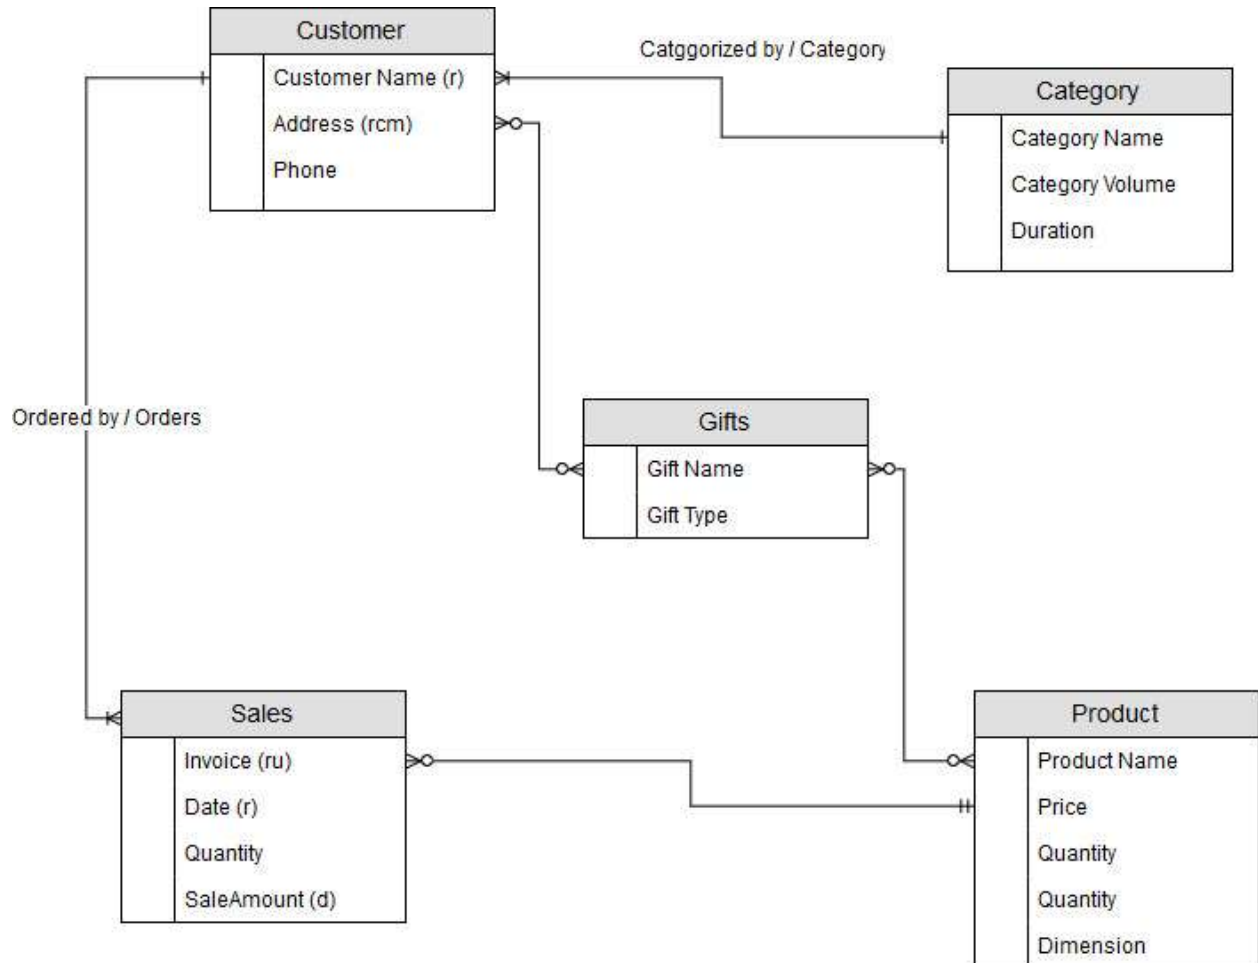 Customer
Customer Name (r)
Address (rcm)
Phone
Catggorized by / Category
Category
Category Name
Category Volume
Duration
Ordered by / Orders
Gifts
Gift Name
Gift Type
Sales
Invoice (ru)
Date (r)
Quantity
SaleAmount (d)
Product
Product Name
Price
Quantity
Quantity
Dimension